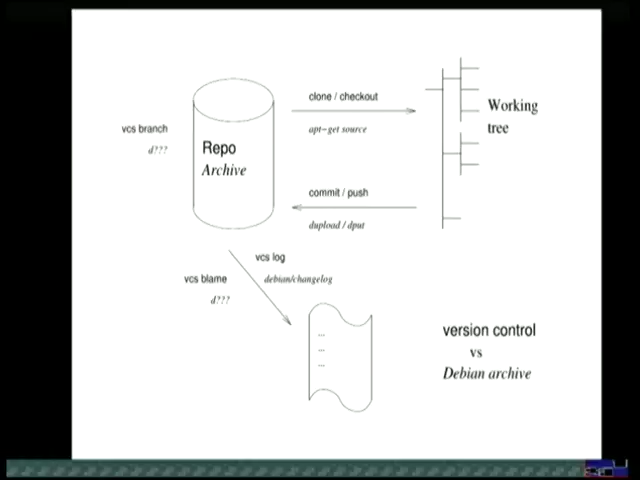 clone / checkout
apt-get source
Working
tree
vcs branch
d???
Repo
Archive
commit / push
dupload / dput
vcs log
debian/changelog
vcs blame
d???
...
...
...
version control
vs
Debian archive